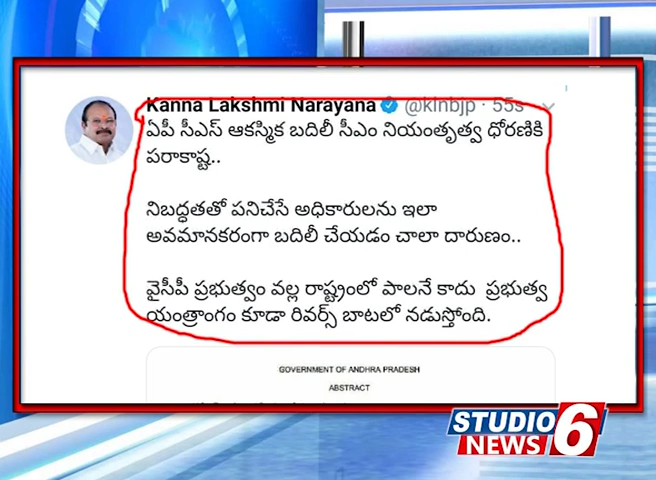 Kanna Lakshmi Narayana @klnbjp · 55s
ఏపీ సీఎస్ ఆకస్మిక బదిలీ సీఎం నియంతృత్వ ధోరణికి
పరాకాష్ట..
నిబద్ధతతో పనిచేసే అధికారులను ఇలా
అవమానకరంగా బదిలీ చేయడం చాలా దారుణం..
వైసీపీ ప్రభుత్వం వల్ల రాష్ట్రంలో పాలనే కాదు ప్రభుత్వ
యంత్రాంగం కూడా రివర్స్ బాటలో నడుస్తోంది.
GOVERNMENT OF ANDHRA PRADESH
ABSTRACT
STUDIO 6
NEWS